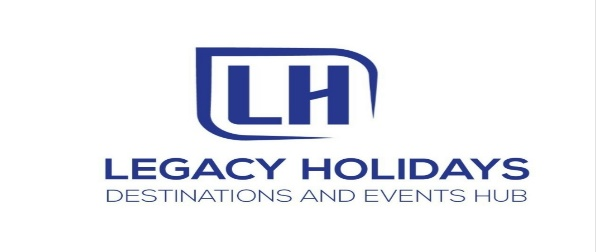 LH
LEGACY HOLIDAYS
DESTINATIONS AND EVENTS HUB